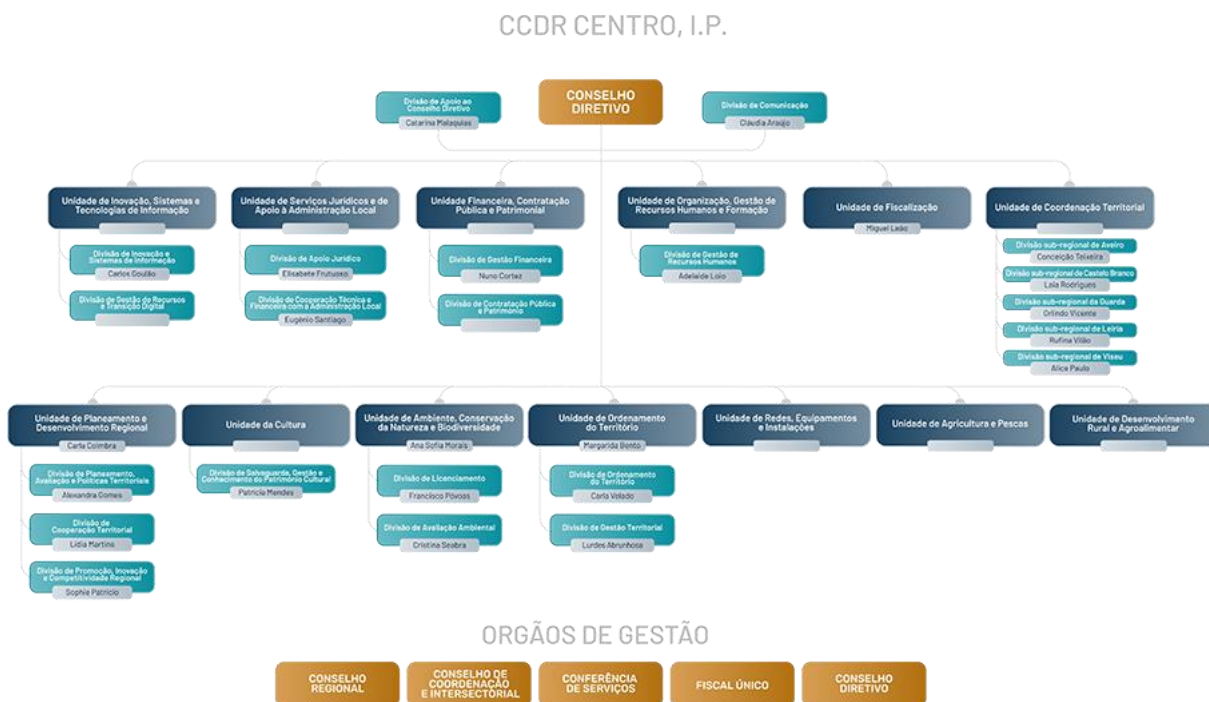 CCDR CENTRO, I.P.
Divisão de Apoio ao
Conselho Diretivo
Catarina Malaquias
CONSELHO
DIRETIVO
Divisão de Comunicação
Cláudia Araújo
Unidade de Inovação, Sistemas e
Tecnologias de Informação
Divisão de Inovação e
Sistemas de Informação
Carlos Goulão
Divisão de Gestão de Recursos
e Transição Digital
Unidade de Serviços Jurídicos e de
Apoio à Administração Local
Divisão de Apoio Jurídico
Elisabete Frutuoso
Divisão de Cooperação Técnica e
Financeira com a Administração Local
Eugénio Santiago
Unidade Financeira, Contratação
Pública e Patrimonial
Divisão de Gestão Financeira
Nuno Cortez
Divisão de Contratação Pública
e Património
Unidade de Organização, Gestão de
Recursos Humanos e Formação
Divisão de Gestão de
Recursos Humanos
Adelaide Loio
Unidade de Fiscalização
Miguel Leão
Unidade de Coordenação Territorial
Divisão sub-regional de Aveiro
Conceição Teixeira
Divisão sub-regional de Castelo Branco
Laia Rodrigues
Divisão sub-regional da Guarda
Orlindo Vicente
Divisão sub-regional de Leiria
Rufina Vilão
Divisão sub-regional de Viseu
Alice Paulo
Unidade de Planeamento e
Desenvolvimento Regional
Carla Coimbra
Divisão de Planeamento,
Avaliação e Políticas Territoriais
Alexandra Gomes
Divisão de
Cooperação Territorial
Lídia Martins
Divisão de Promoção, Inovação
e Competitividade Regional
Sophie Patrício
Unidade da Cultura
Divisão de Salvaguarda, Gestão e
Conhecimento do Património Cultural
Patrícia Mendes
Unidade de Ambiente, Conservação
da Natureza e Biodiversidade
Ana Sofia Morais
Divisão de Licenciamento
Francisco Póvoas
Divisão de Avaliação Ambiental
Cristina Seabra
Unidade de Ordenamento
do Território
Margarida Bento
Divisão de Ordenamento
do Território
Carla Velado
Divisão de Gestão Territorial
Lurdes Abrunhosa
Unidade de Redes, Equipamentos
e Instalações
Unidade de Agricultura e Pescas
Unidade de Desenvolvimento
Rural e Agroalimentar
ORGÃOS DE GESTÃO
CONSELHO
REGIONAL
CONSELHO DE
COORDENAÇÃO
E INTERSECTÓRIAL
CONFERÊNCIA
DE SERVIÇOS
FISCAL ÚNICO
CONSELHO
DIRETIVO